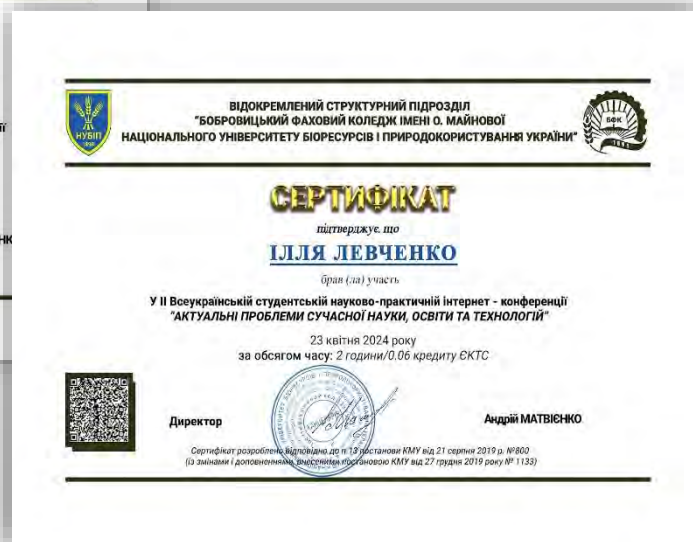 ВІДОКРЕМЛЕНИЙ СТРУКТУРНИЙ ПІДРОЗДІЛ
"БОБРОВИЦЬКИЙ ФАХОВИЙ КОЛЕДЖ ІМЕНІ О. МАЙНОВОЇ
НАЦІОНАЛЬНОГО УНІВЕРСИТЕТУ БІОРЕСУРСІВ І ПРИРОДОКОРИСТУВАННЯ УКРАЇНИ"
НУБІП
1898
БФК
СЕРТИФІКАТ
підтверджує, що
ІЛЛЯ ЛЕВЧЕНКО
брав (ла) участь
У ІІ Всеукраїнській студентській науково-практичній інтернет - конференції
"АКТУАЛЬНІ ПРОБЛЕМИ СУЧАСНОЇ НАУКИ, ОСВІТИ ТА ТЕХНОЛОГІЙ"
23 квітня 2024 року
за обсягом часу: 2 години/0.06 кредиту ЄКТС
Директор
Андрій МАТВІЄНКО
Сертифікат розроблено відповідно до п 13 постанови КМУ від 21 серпня 2019 р. №800
(із змінами і доповненнями, внесеними постановою КМУ від 27 грудня 2019 року № 1133)